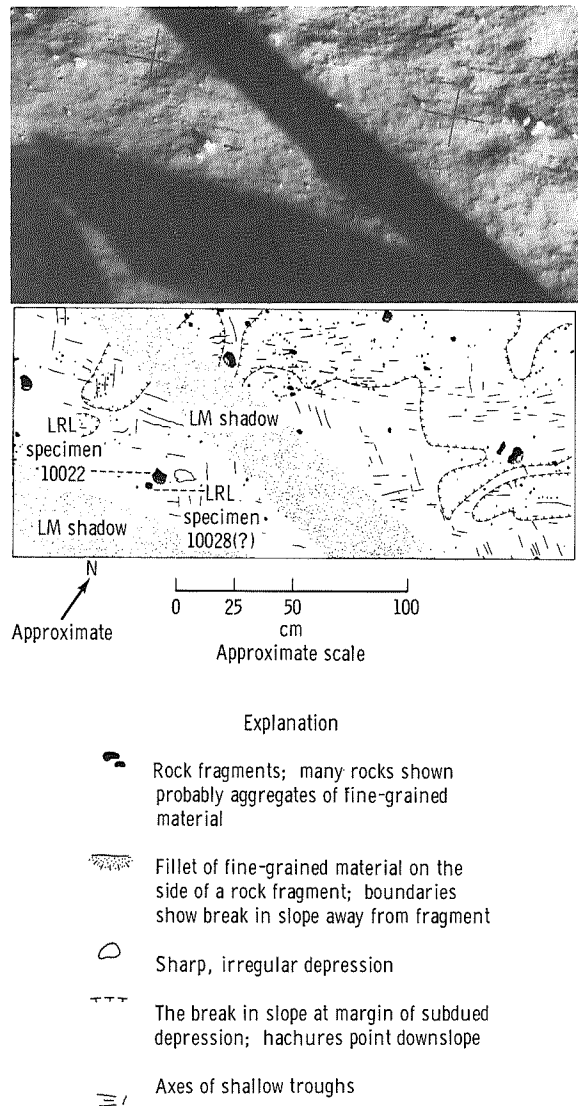 LM shadow
LRL
specimen
10022
LRL
specimen
10028(?)
LM shadow
N
Approximate
0 25 50 100
cm
Approximate scale
Explanation
Rock fragments; many rocks shown
probably aggregates of fine-grained
material
Fillet of fine-grained material on the
side of a rock fragment; boundaries
show break in slope away from fragment
Sharp, irregular depression
The break in slope at margin of subdued
depression; hachures point downslope
Axes of shallow troughs